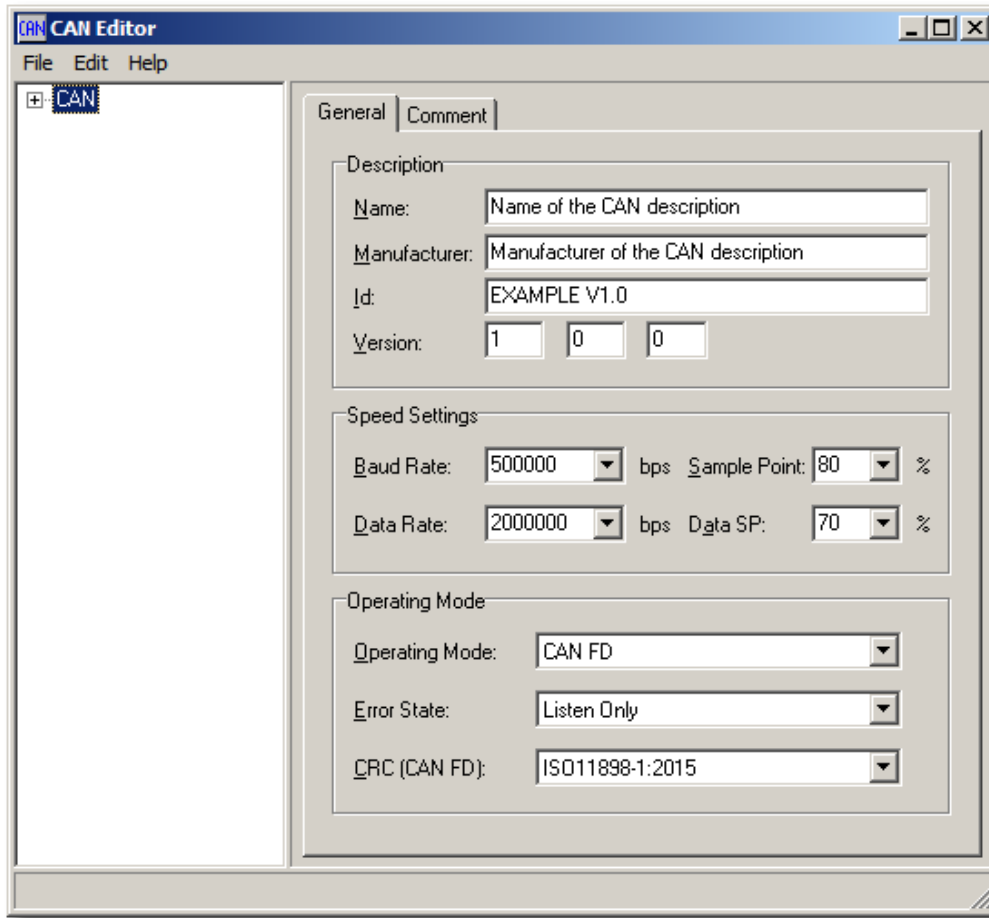 CAN CAN Editor
File Edit Help
CAN
General Comment
Description
Name: Name of the CAN description
Manufacturer: Manufacturer of the CAN description
Id: EXAMPLE V1.0
Version: 1 0 0
Speed Settings
Baud Rate: 500000 bps Sample Point: 80 %
Data Rate: 2000000 bps Data SP: 70 %
Operating Mode
Operating Mode: CAN FD
Error State: Listen Only
CRC (CAN FD): ISO11898-1:2015